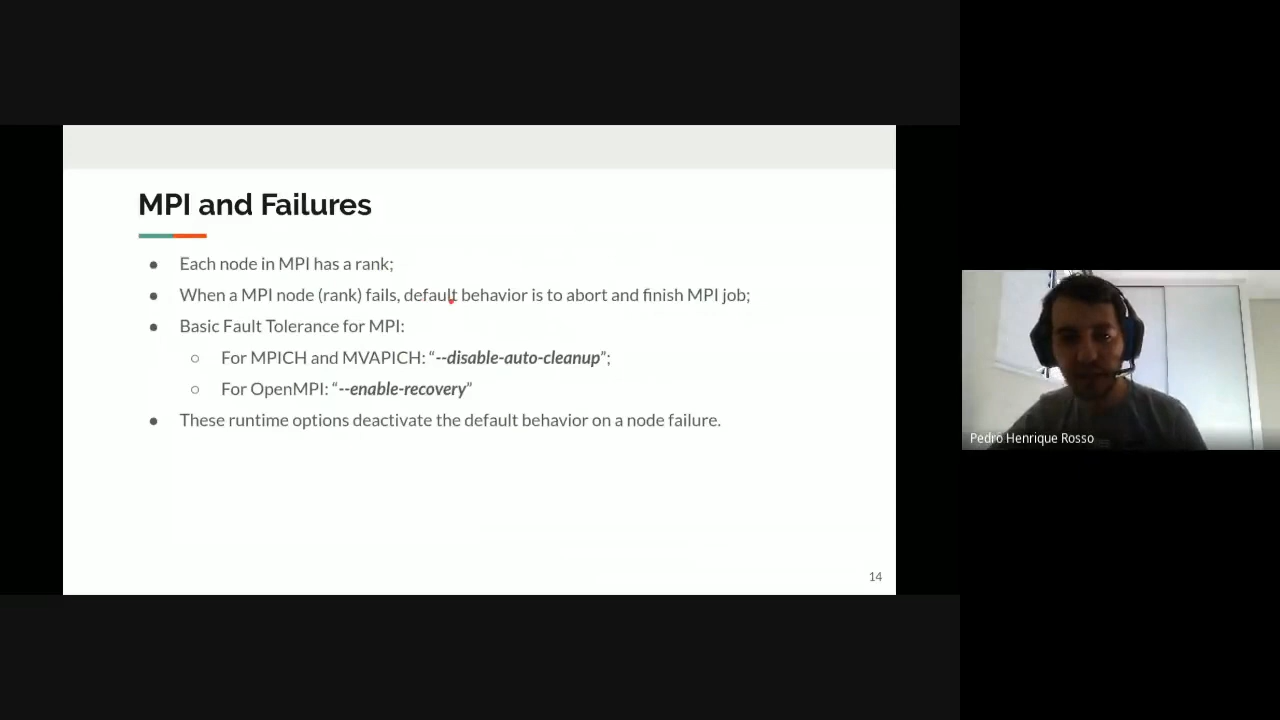 MPI and Failures
● Each node in MPI has a rank;
● When a MPI node (rank) fails, default behavior is to abort and finish MPI job;
● Basic Fault Tolerance for MPI:
○ For MPICH and MVAPICH: “--disable-auto-cleanup”;
○ For OpenMPI: “--enable-recovery”
● These runtime options deactivate the default behavior on a node failure.
14
Pedro Henrique Rosso